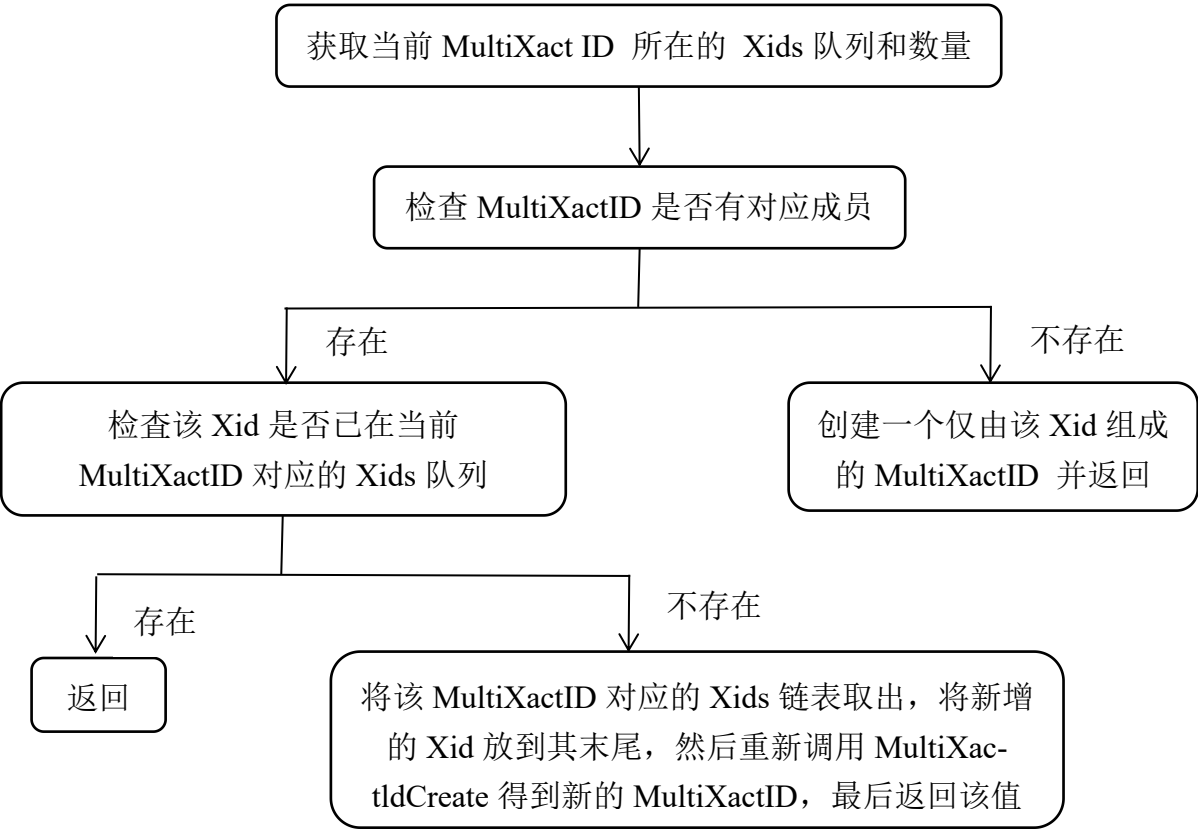 获取当前 MultiXact ID 所在的 Xids 队列和数量
检查 MultiXactID 是否有对应成员
存在
不存在
检查该 Xid 是否已在当前
MultiXactID 对应的 Xids 队列
创建一个仅由该 Xid 组成
的 MultiXactID 并返回
存在
不存在
返回
将该 MultiXactID 对应的 Xids 链表取出，将新增
的 Xid 放到其末尾，然后重新调用 MultiXac-
tldCreate 得到新的 MultiXactID，最后返回该值